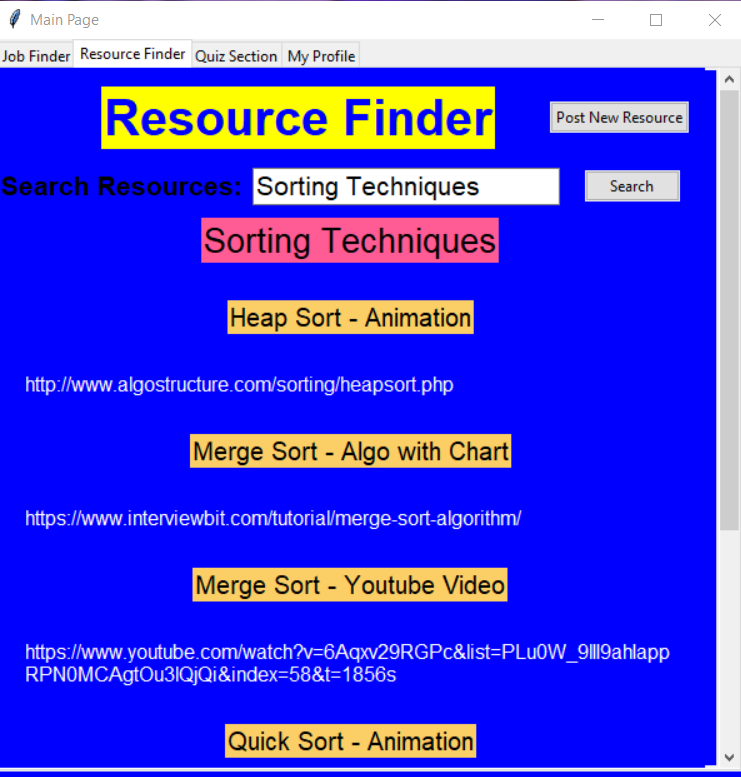 Main Page
Job Finder Resource Finder Quiz Section My Profile
Resource Finder Post New Resource
Search Resources: Sorting Techniques Search
Sorting Techniques
Heap Sort - Animation
http://www.algostructure.com/sorting/heapsort.php
Merge Sort - Algo with Chart
https://www.interviewbit.com/tutorial/merge-sort-algorithm/
Merge Sort - Youtube Video
https://www.youtube.com/watch?v=6Aqxv29RGPc&list=PLu0W_9lII9ahIapp
RPN0MCAgtOu3lQjQi&index=58&t=1856s
Quick Sort - Animation